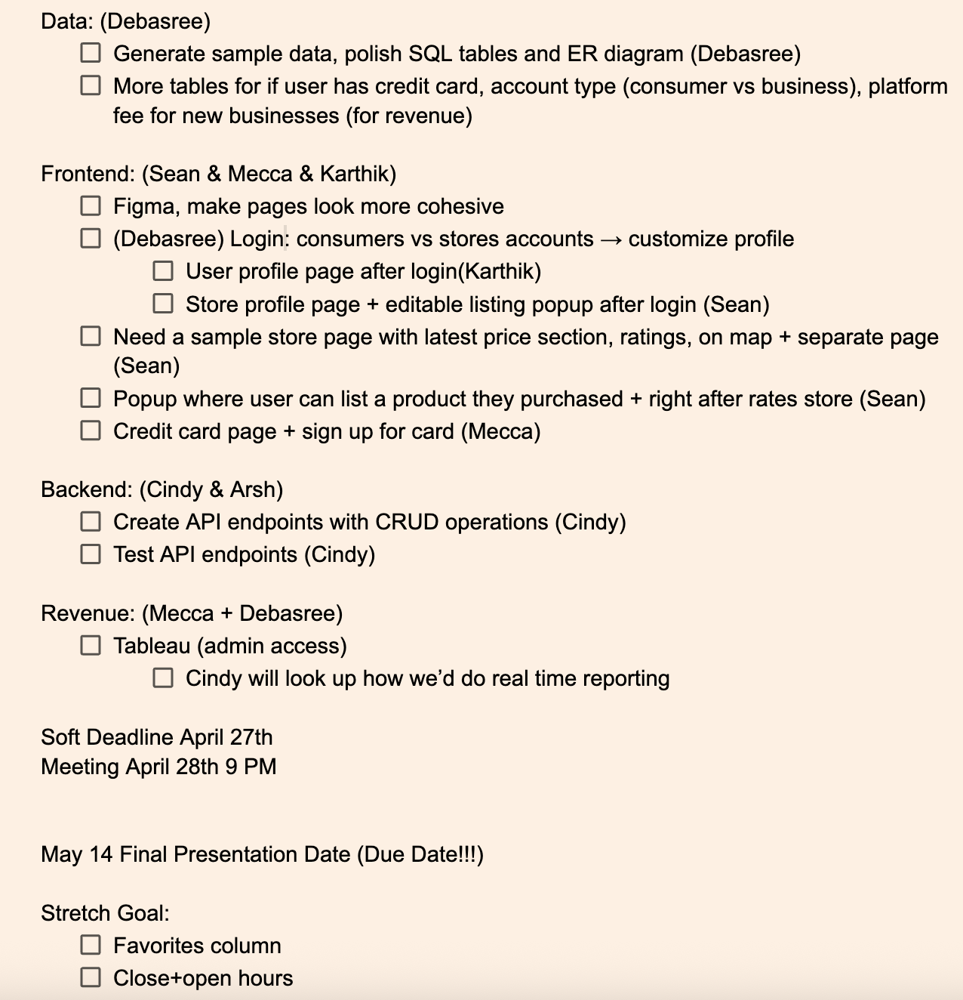 Data: (Debasree)
Generate sample data, polish SQL tables and ER diagram (Debasree)
More tables for if user has credit card, account type (consumer vs business), platform
fee for new businesses (for revenue)
Frontend: (Sean & Mecca & Karthik)
Figma, make pages look more cohesive
(Debasree) Login: consumers vs stores accounts → customize profile
User profile page after login(Karthik)
Store profile page + editable listing popup after login (Sean)
Need a sample store page with latest price section, ratings, on map + separate page
(Sean)
Popup where user can list a product they purchased + right after rates store (Sean)
Credit card page + sign up for card (Mecca)
Backend: (Cindy & Arsh)
Create API endpoints with CRUD operations (Cindy)
Test API endpoints (Cindy)
Revenue: (Mecca + Debasree)
Tableau (admin access)
Cindy will look up how we’d do real time reporting
Soft Deadline April 27th
Meeting April 28th 9 PM
May 14 Final Presentation Date (Due Date!!!)
Stretch Goal:
Favorites column
Close+open hours